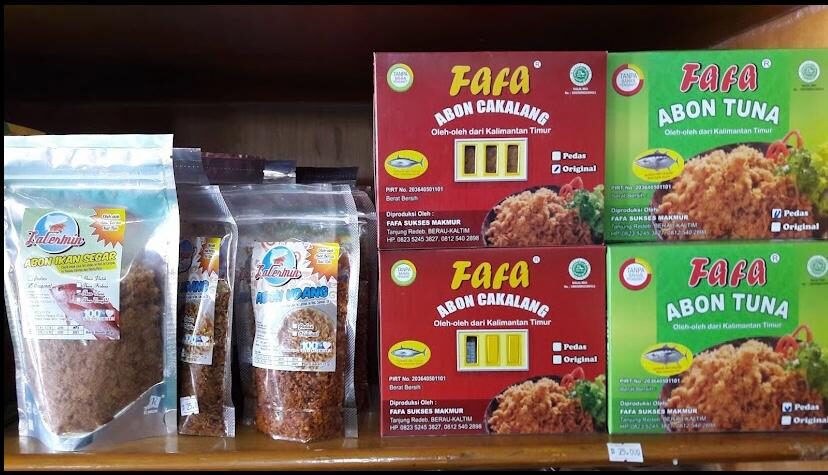 Latermin
ABON IKAN SEGAR
100%
Latermin
ABON UDANG
100%
TANPA
Fafa®
ABON CAKALANG
Oleh-oleh dari Kalimantan Timur
Pedas
Original
PIRT No. 203640501101
Berat Bersih
Diproduksi Oleh :
FAFA SUKSES MAKMUR
Tanjung Redeb, BERAU-KALTIM
HP. 0823 5245 3827, 0812 540 2898
TANPA
Fafa®
ABON TUNA
Oleh-oleh dari Kalimantan Timur
Pedas
Original
PIRT No. 203640501101
Berat Bersih
Diproduksi Oleh :
FAFA SUKSES MAKMUR
Tanjung Redeb, BERAU-KALTIM
HP. 0823 5245 3827, 0812 540 2898
TANPA
Fafa®
ABON CAKALANG
Oleh-oleh dari Kalimantan Timur
Pedas
Original
PIRT No. 203640501101
Berat Bersih
Diproduksi Oleh :
FAFA SUKSES MAKMUR
Tanjung Redeb, BERAU-KALTIM
HP. 0823 5245 3827, 0812 540 2898
TANPA
Fafa®
ABON TUNA
Oleh-oleh dari Kalimantan Timur
Pedas
Original
PIRT No. 203640501101
Berat Bersih
Diproduksi Oleh :
FAFA SUKSES MAKMUR
Tanjung Redeb, BERAU-KALTIM
HP. 0823 5245 3827, 0812 540 2898
25.000